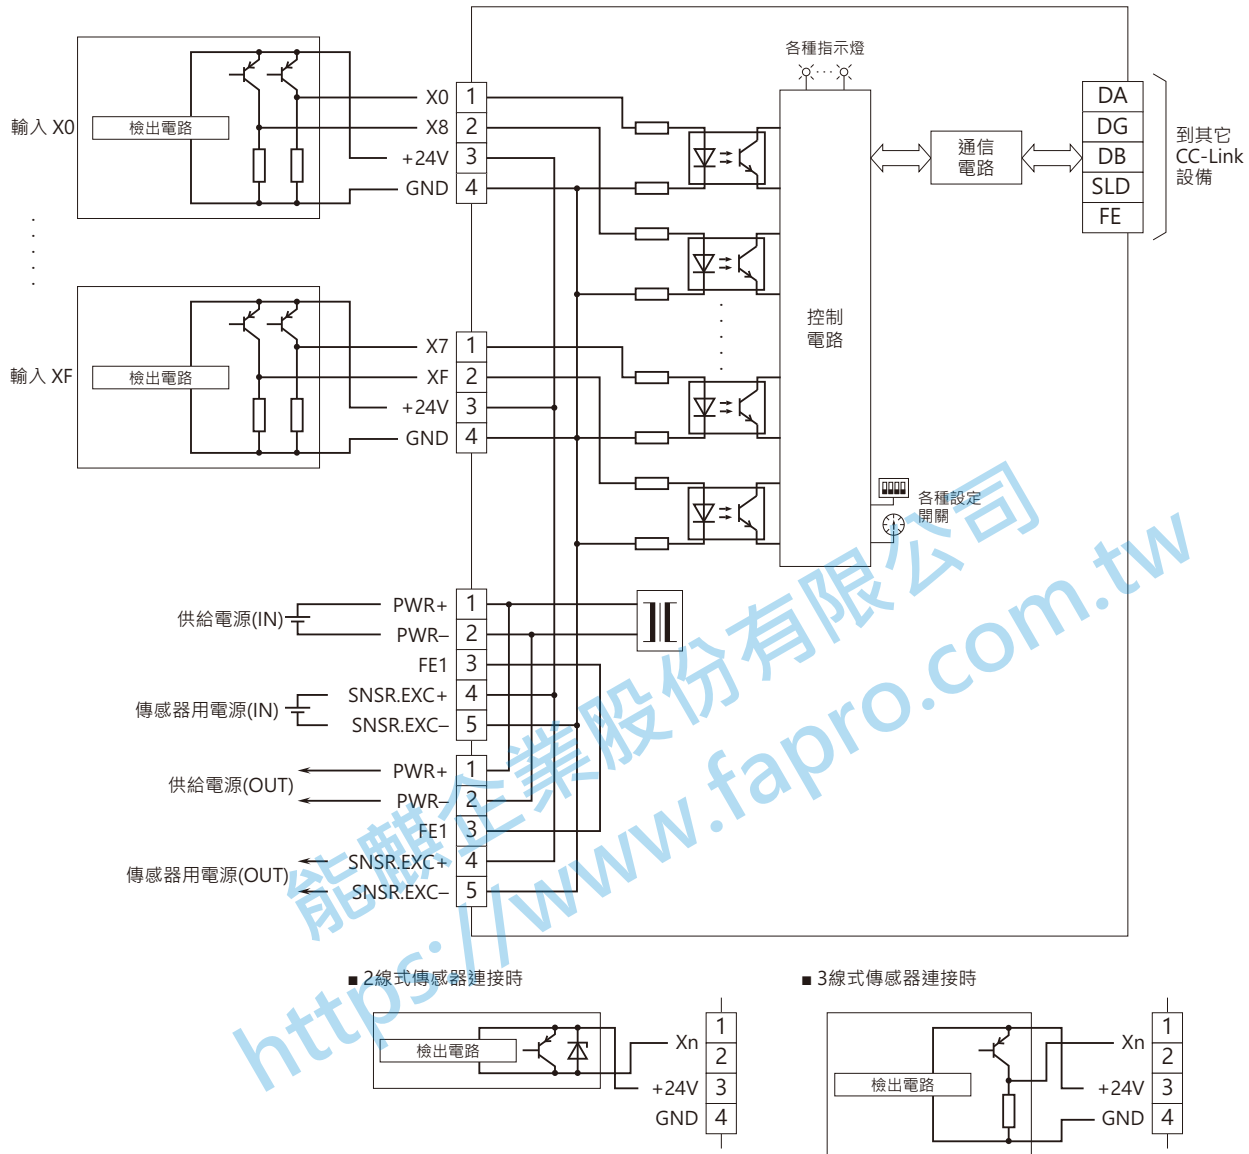 各種指示燈
輸入 X0
檢出電路
X0 1
X8 2
+24V 3
GND 4
DA
DG
DB
SLD
FE
通信
電路
到其它
CC-Link
設備
控制
電路
輸入 XF
檢出電路
X7 1
XF 2
+24V 3
GND 4
各種設定
開關
供給電源(IN)
PWR+ 1
PWR– 2
FE1 3
傳感器用電源(IN)
SNSR.EXC+ 4
SNSR.EXC– 5
供給電源(OUT)
PWR+ 1
PWR– 2
FE1 3
傳感器用電源(OUT)
SNSR.EXC+ 4
SNSR.EXC– 5
能麒企業股份有限公司
https://www.fapro.com.tw
■ 2線式傳感器連接時
檢出電路
Xn
1
2
+24V 3
GND 4
■ 3線式傳感器連接時
檢出電路
Xn
1
2
+24V 3
GND 4